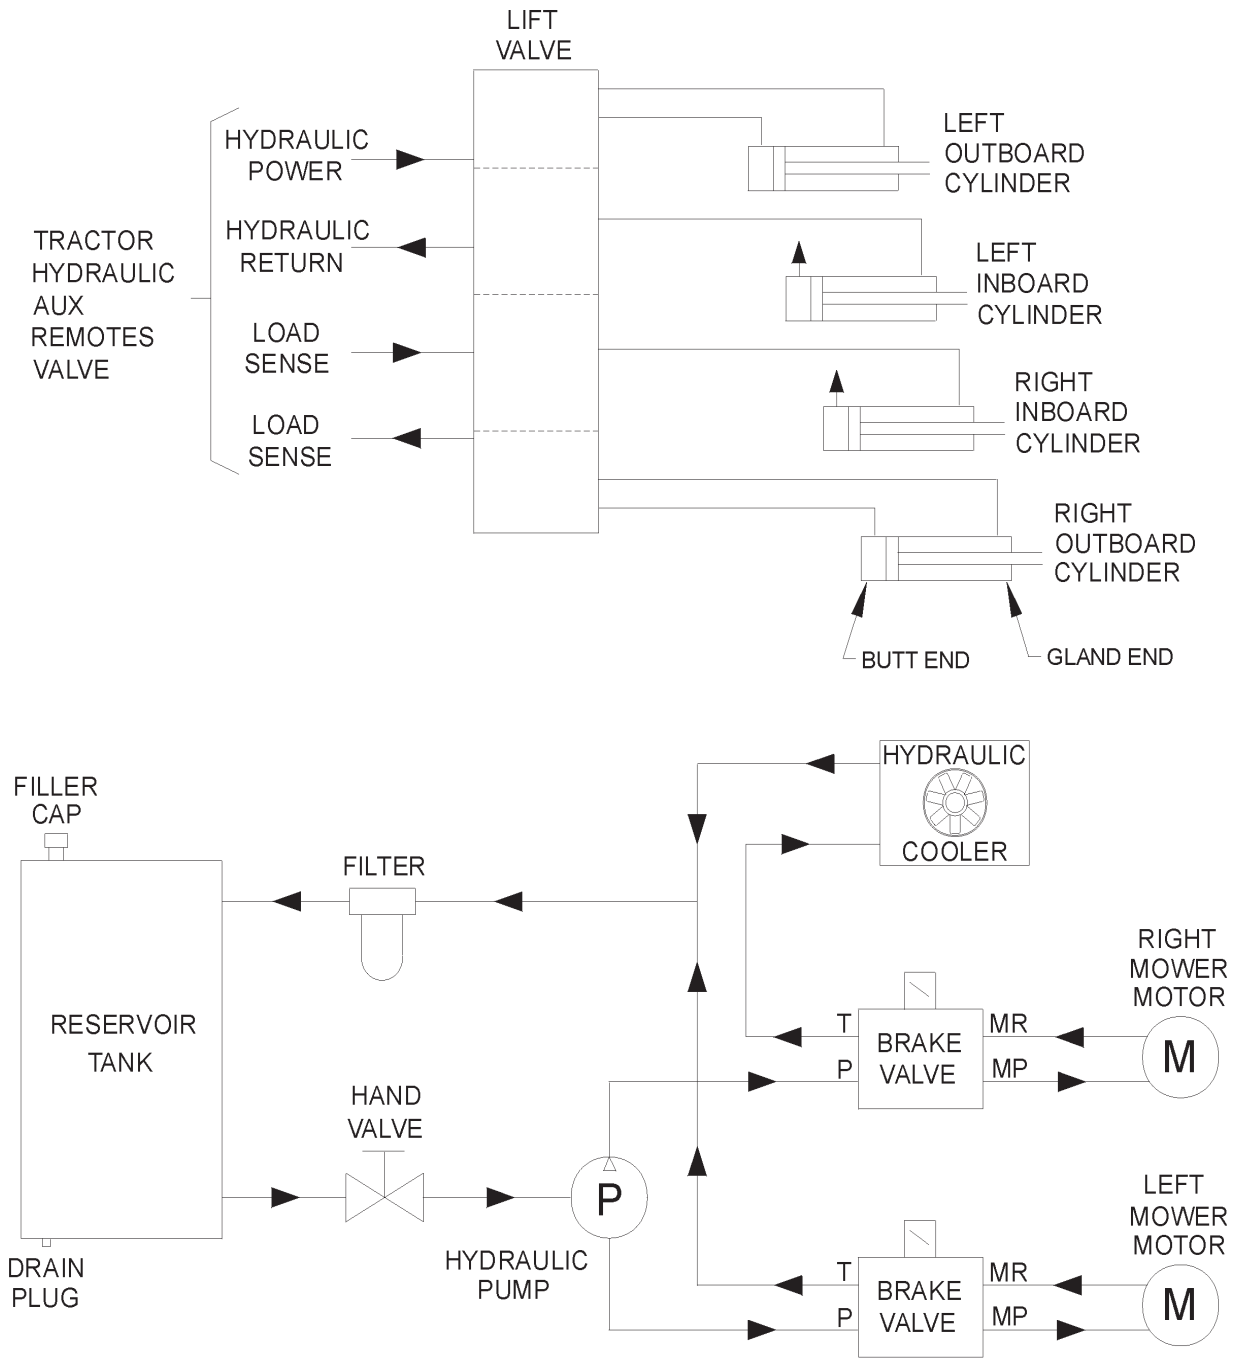 LIFT
VALVE
HYDRAULIC
POWER
HYDRAULIC
RETURN
LOAD
SENSE
LOAD
SENSE
TRACTOR
HYDRAULIC
AUX
REMOTES
VALVE
LEFT
OUTBOARD
CYLINDER
LEFT
INBOARD
CYLINDER
RIGHT
INBOARD
CYLINDER
RIGHT
OUTBOARD
CYLINDER
BUTT END
GLAND END
HYDRAULIC
COOLER
FILLER
CAP
FILTER
RESERVOIR
TANK
HAND
VALVE
P
HYDRAULIC
PUMP
DRAIN
PLUG
RIGHT
MOWER
MOTOR
T
P
BRAKE
VALVE
MR
MP
M
LEFT
MOWER
MOTOR
T
P
BRAKE
VALVE
MR
MP
M